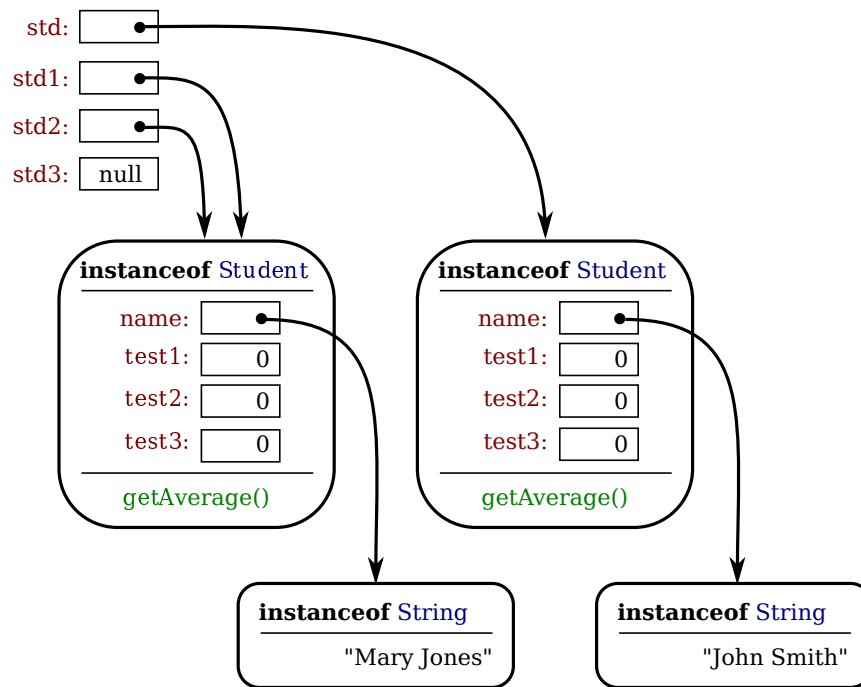 std:
std1:
std2:
std3: null
instanceof Student
name:
test1: 0
test2: 0
test3: 0
getAverage()
instanceof Student
name:
test1: 0
test2: 0
test3: 0
getAverage()
instanceof String
"Mary Jones"
instanceof String
"John Smith"